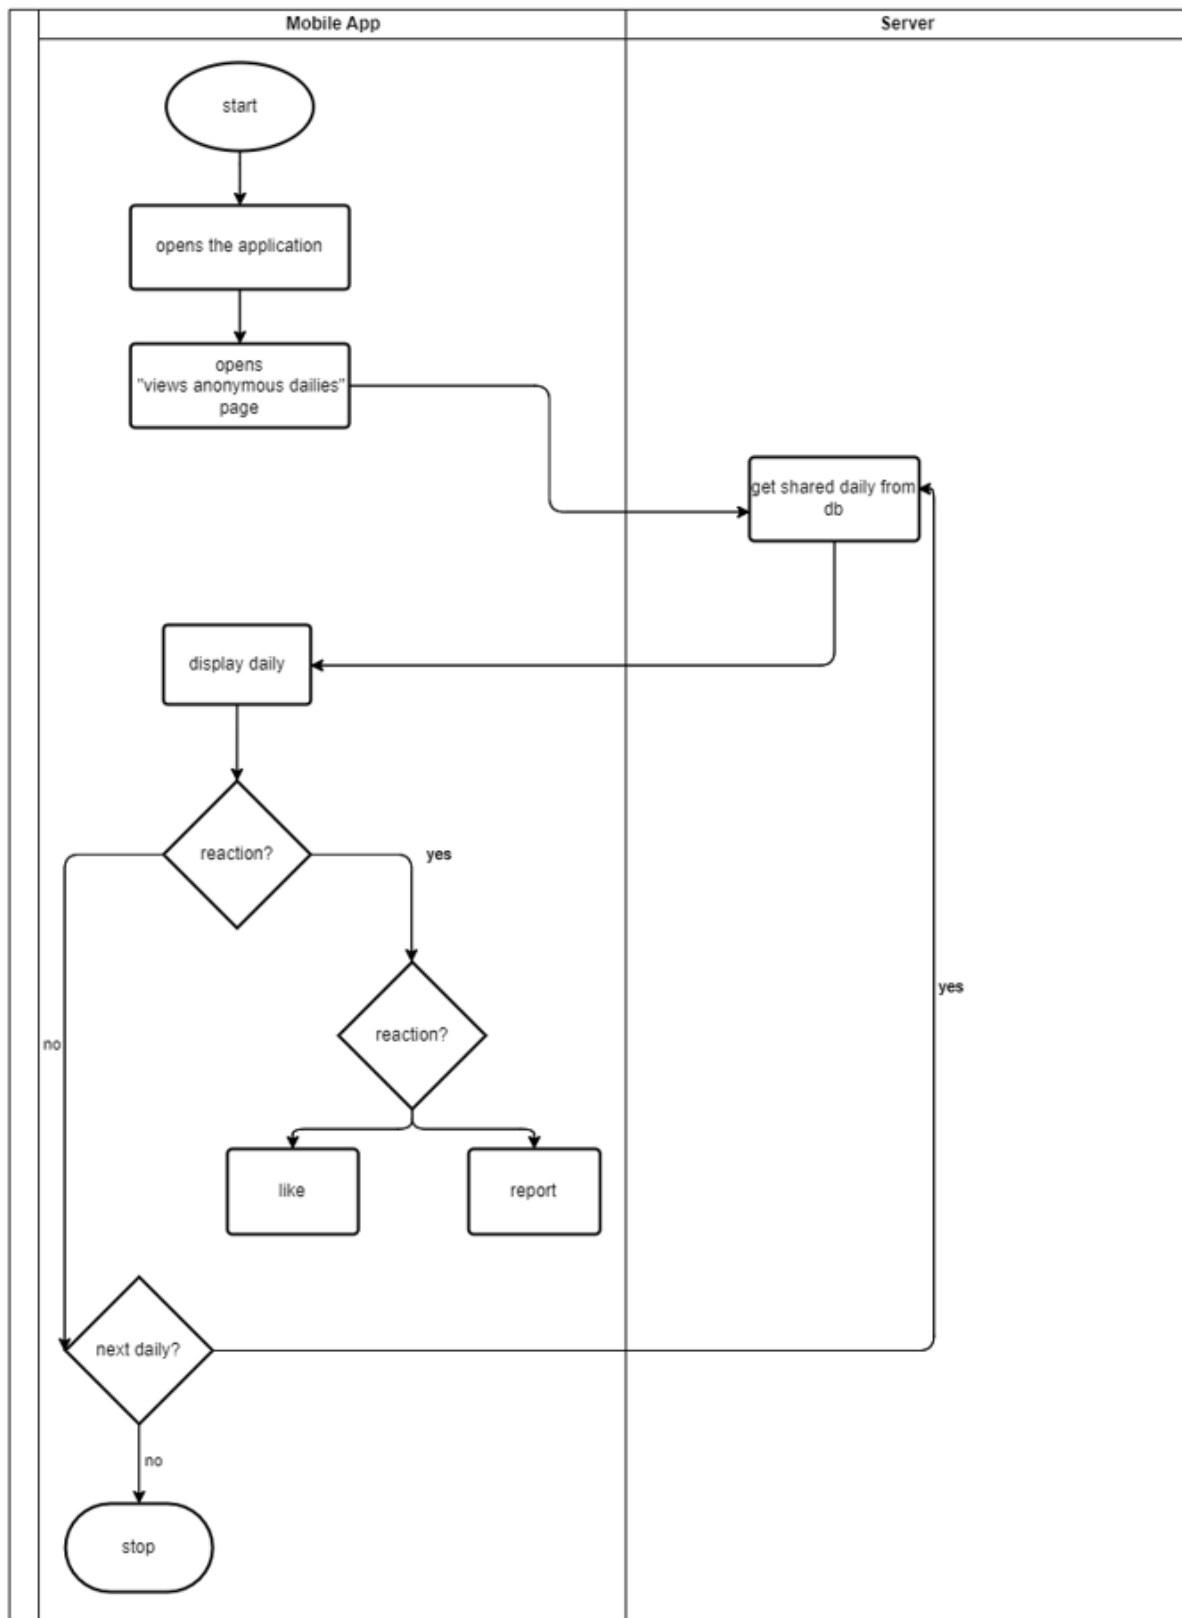 Mobile App
Server
start
opens the application
opens
"views anonymous dailies"
page
get shared daily from
db
display daily
reaction?
yes
reaction?
yes
no
like
report
next daily?
no
stop